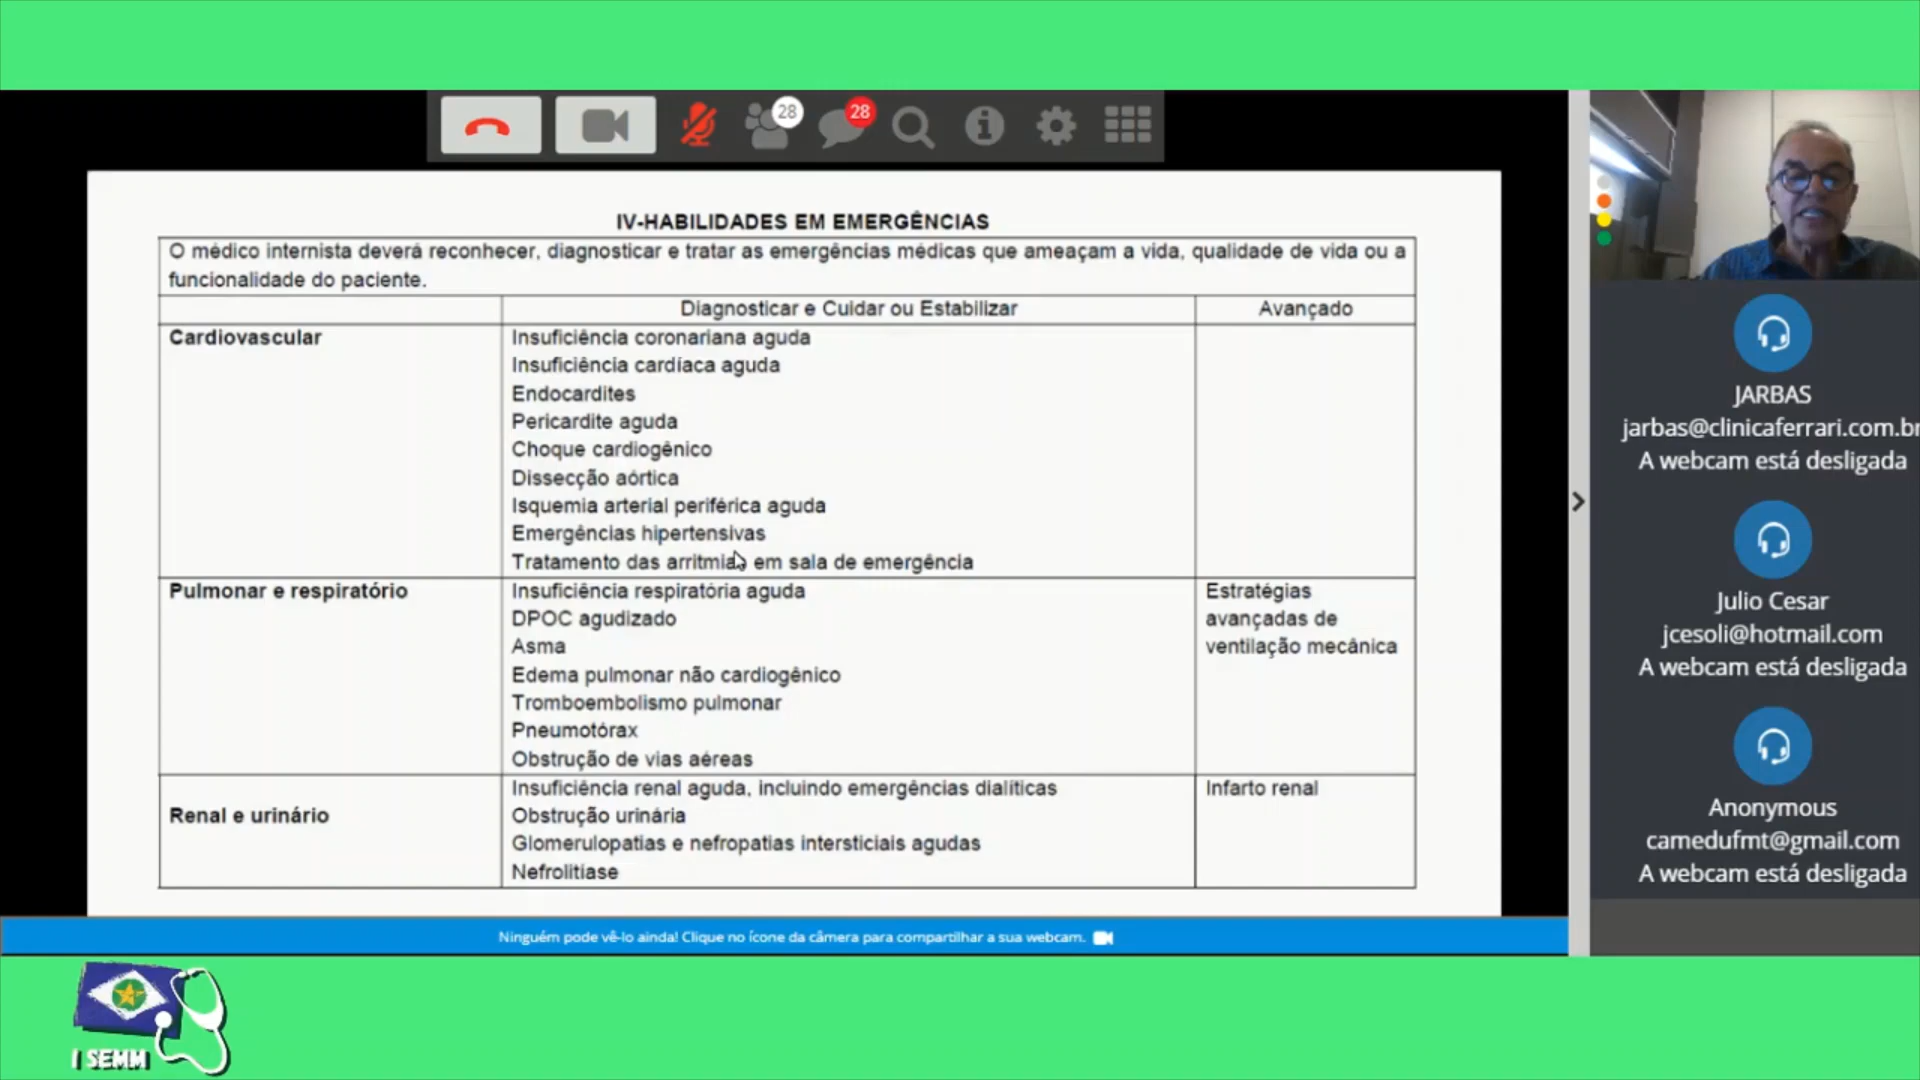 28
28
IV-HABILIDADES EM EMERGÊNCIAS
O médico internista deverá reconhecer, diagnosticar e tratar as emergências médicas que ameaçam a vida, qualidade de vida ou a
funcionalidade do paciente.
Diagnosticar e Cuidar ou Estabilizar
Avançado
Cardiovascular
Insuficiência coronariana aguda
Insuficiência cardíaca aguda
Endocardites
Pericardite aguda
Choque cardiogênico
Dissecção aórtica
Isquemia arterial periférica aguda
Emergências hipertensivas
Tratamento das arritmias em sala de emergência
Pulmonar e respiratório
Insuficiência respiratória aguda
DPOC agudizado
Asma
Edema pulmonar não cardiogênico
Tromboembolismo pulmonar
Pneumotórax
Obstrução de vias aéreas
Estratégias
avançadas de
ventilação mecânica
Renal e urinário
Insuficiência renal aguda, incluindo emergências dialíticas
Obstrução urinária
Glomerulopatias e nefropatias intersticiais agudas
Nefrolitiase
Infarto renal
Ninguém pode vê-lo ainda! Clique no ícone da câmera para compartilhar a sua webcam.
JARBAS
jarbas@clinicaferrari.com.br
A webcam está desligada
Julio Cesar
jcesoli@hotmail.com
A webcam está desligada
Anonymous
camedufmt@gmail.com
A webcam está desligada
I SEMM